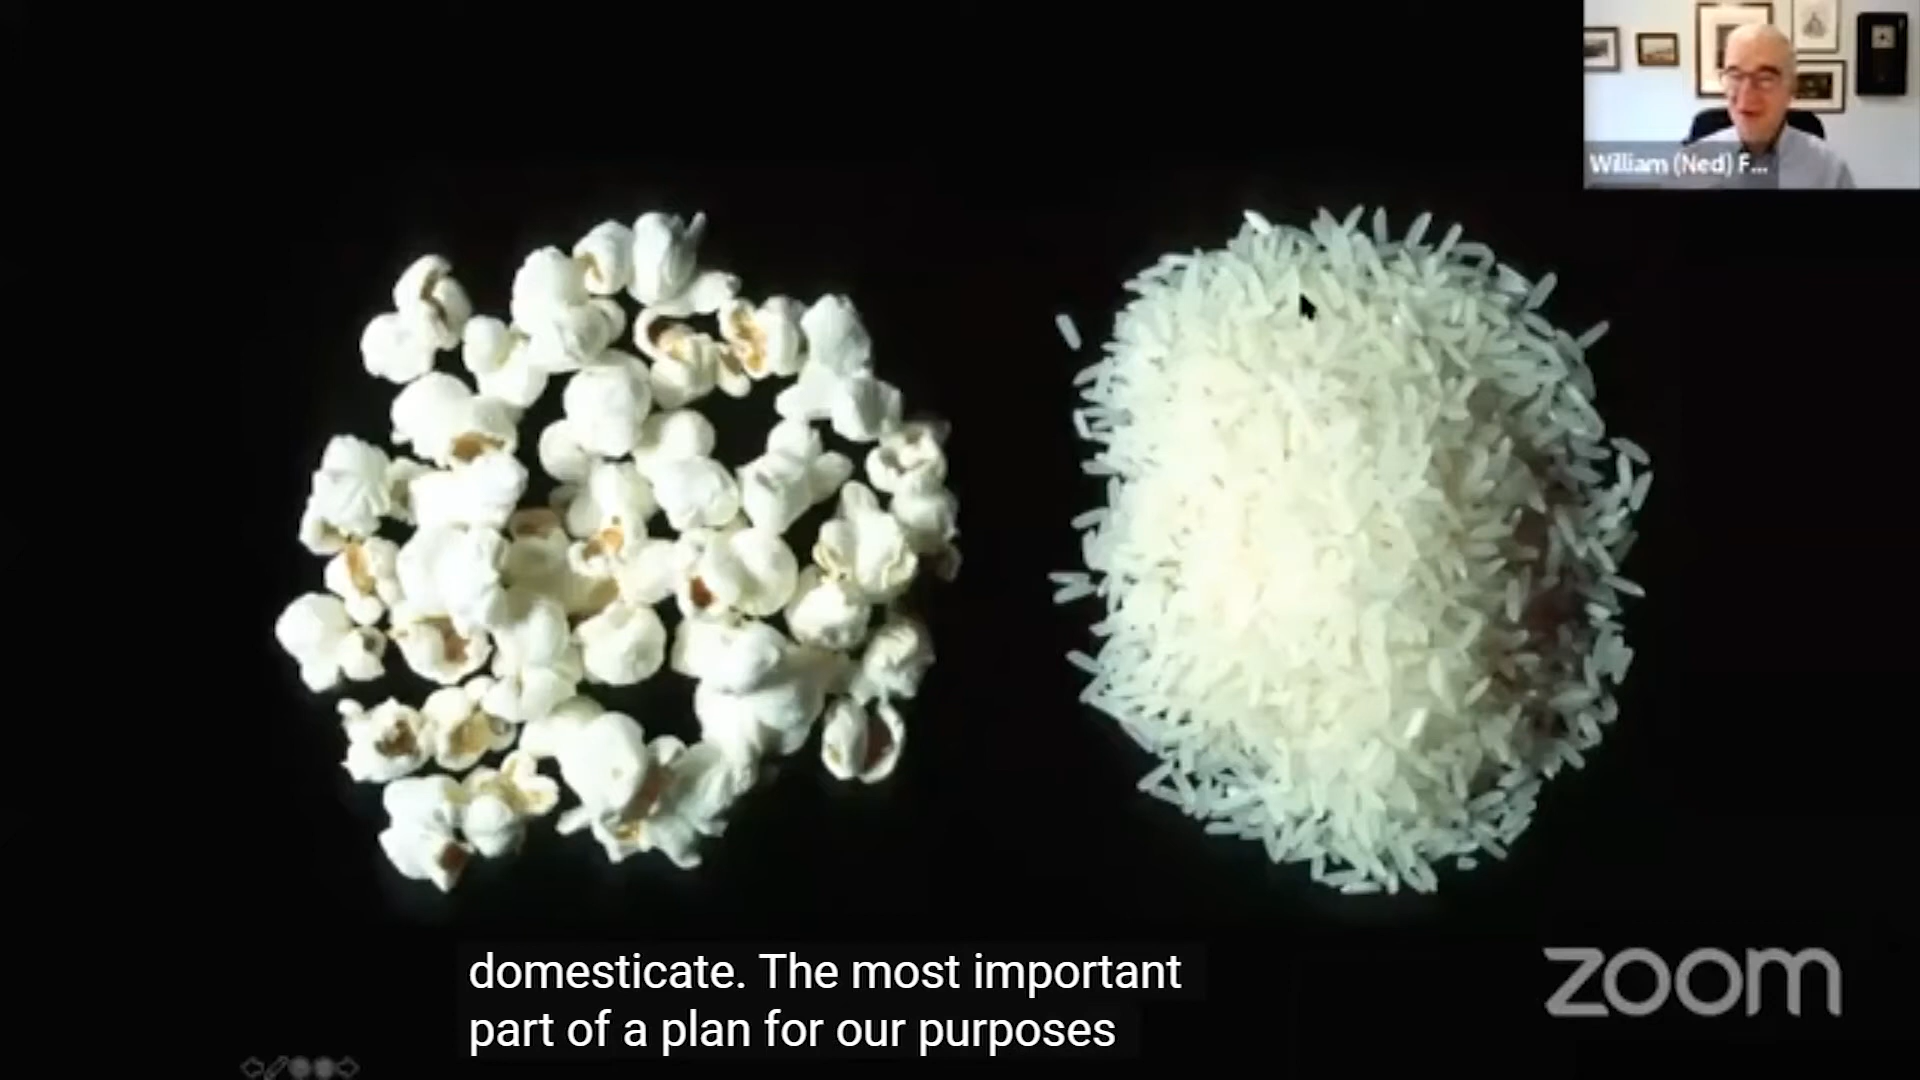 William (Ned) F...
domesticate. The most important
part of a plan for our purposes
zoom